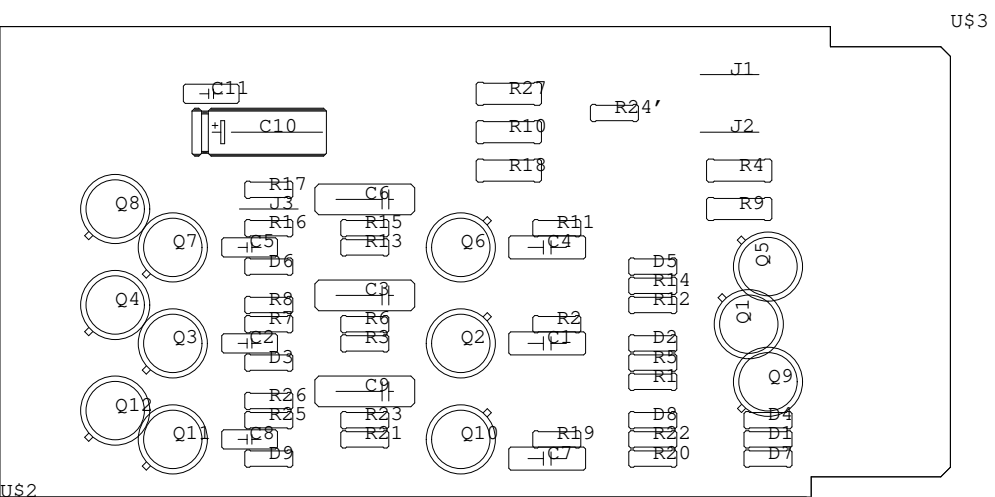 U$3
J1
C11
R27
R24'
C10
+
R10
J2
R18
R4
R17
C6
Q8
J3
R9
R16
R15
R11
Q7
C5
R13
Q6
C4
Q5
D6
D5
R14
Q4
R8
C3
R12
Q1
R7
R6
R2
Q3
C2
R3
Q2
C1
D2
D3
R5
R1
Q9
C9
R26
Q12
R25
R23
D8
D4
Q11
C8
R21
Q10
R19
R22
D1
D9
C7
R20
D7
U$2